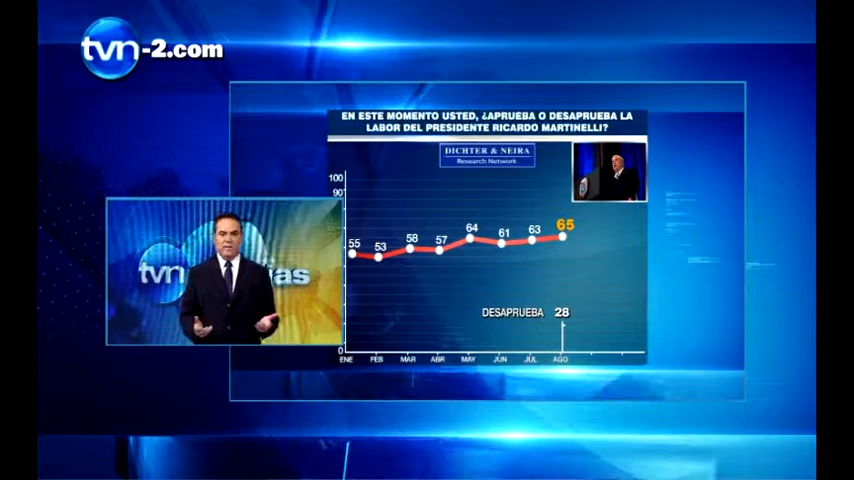 tvn-2.com
EN ESTE MOMENTO USTED, ¿APRUEBA O DESAPRUEBA LA
LABOR DEL PRESIDENTE RICARDO MARTINELLI?
DICHTER & NEIRA
Research Network
100
90
55 53 58 57 64 61 63 65
tvn
ias
DESAPRUEBA 28
0
ENE FEB MAR ABR MAY JUN JUL AGO